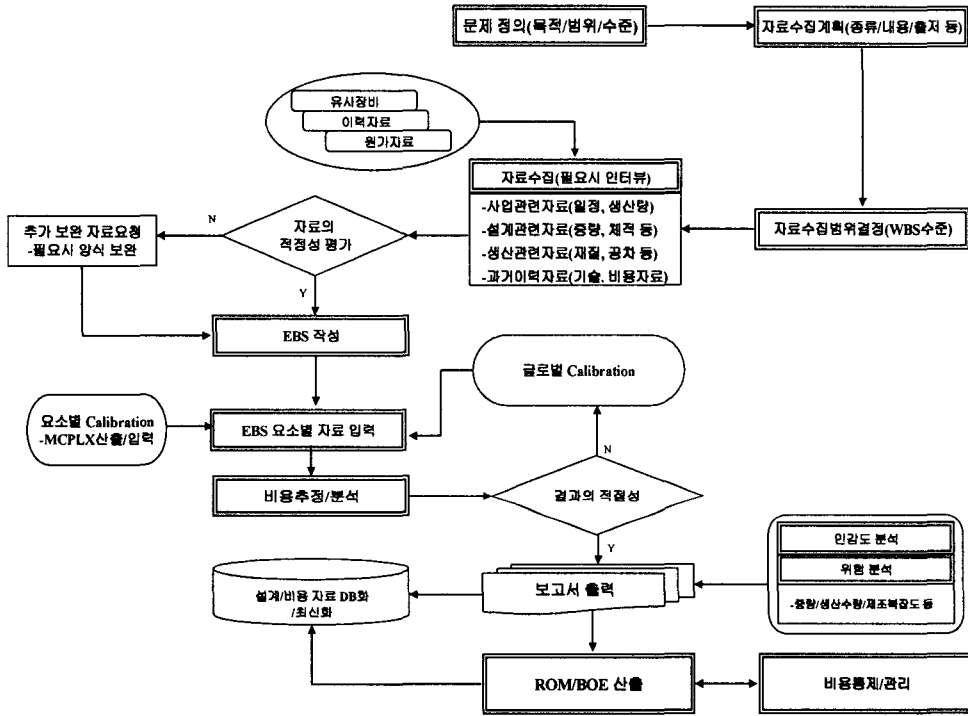 문제 정의(목적/범위/수준)
자료수집계획(종류/내용/출처 등)
유사장비
이력자료
원가자료
자료수집(필요시 인터뷰)
-사업관련자료(일정, 생산량)
-설계관련자료(중량, 체적 등)
-생산관련자료(재질, 공차 등)
-과거이력자료(기술, 비용자료)
자료수집범위결정(WBS수준)
자료의
적정성 평가
N
추가 보완 자료요청
-필요시 양식 보완
Y
EBS 작성
글로벌 Calibration
요소별 Calibration
-MCPLX산출/입력
EBS 요소별 자료 입력
N
비용추정/분석
결과의 적절성
Y
민감도 분석
위험 분석
-중량/생산수량/제조복잡도 등
설계/비용 자료 DB화
/최신화
보고서 출력
ROM/BOE 산출
비용통제/관리